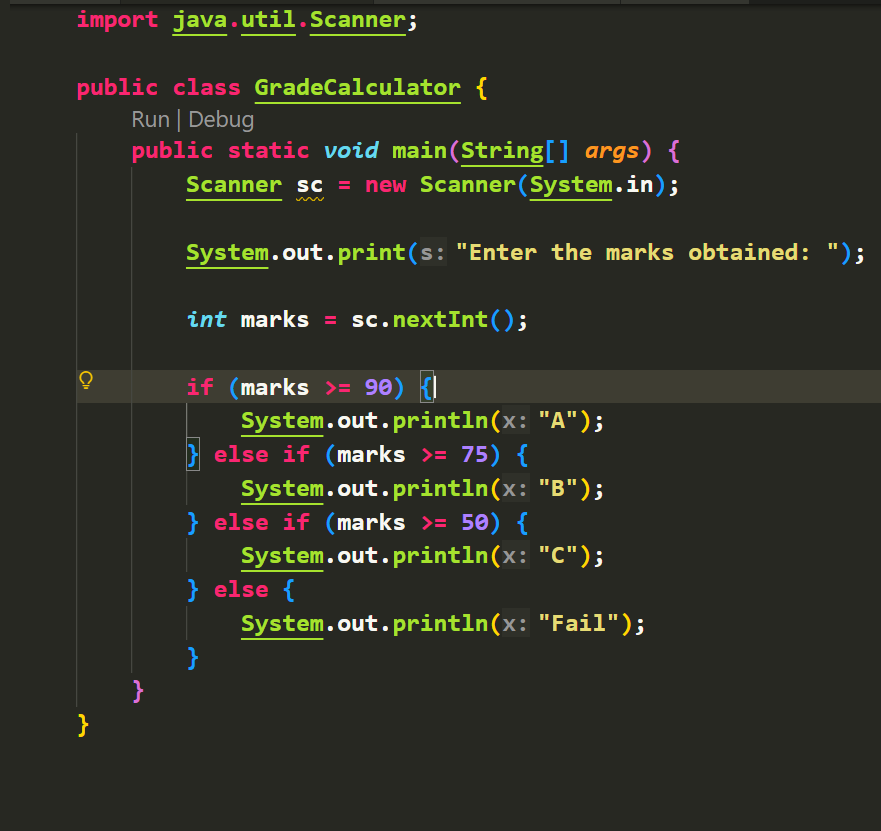 import java.util.Scanner;
public class GradeCalculator {
Run | Debug
public static void main(String[] args) {
Scanner sc = new Scanner(System.in);
System.out.print(s: "Enter the marks obtained: ");
int marks = sc.nextInt();
if (marks >= 90) {
System.out.println(x: "A");
} else if (marks >= 75) {
System.out.println(x: "B");
} else if (marks >= 50) {
System.out.println(x: "C");
} else {
System.out.println(x: "Fail");
}
}
}